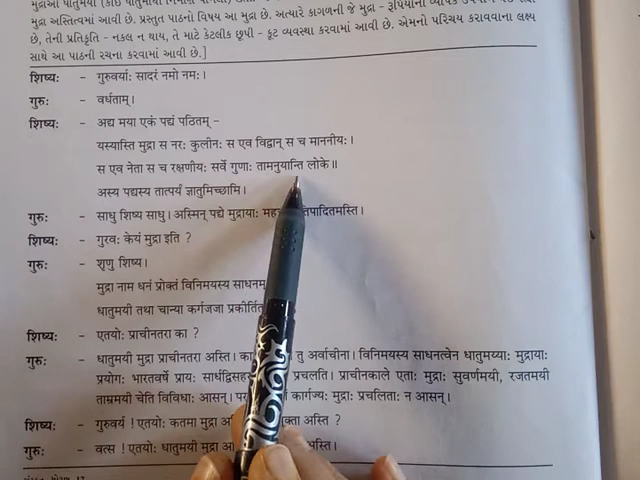 મુદ્રા અસ્તિત્વમાં આવી છે. પ્રસ્તુત પાઠનો વિષય આ મુદ્રા છે. અત્યારે કાગળની જે મુદ્રા - રૂપિયાનો વ્યાપક
છે, તેની પ્રતિકૃતિ - નકલ ન થાય, તે માટે કેટલીક છૂપી - કૂટ વ્યવસ્થા કરવામાં આવી છે. એમનો પરિચય કરાવવાના લક્ષ્ય
સાથે આ પાઠની રચના કરવામાં આવી છે.]
शिष्यः - गुरुवर्याः सादरं नमो नमः।
गुरुः - वर्धताम्।
शिष्यः - अद्य मया एकं पद्यं पठितम् -
यस्यास्ति मुद्रा स नरः कुलीनः स एव विद्वान् स च माननीयः।
स एव नेता स च रक्षणीयः सर्वे गुणाः तामनुयान्ति लोके॥
अस्य पद्यस्य तात्पर्यं ज्ञातुमिच्छामि।
गुरुः - साधु शिष्य साधु। अस्मिन् पद्ये मुद्रायाः
शिष्यः - गुरवः केयं मुद्रा इति ?
गुरुः - शृणु शिष्य।
मुद्रा नाम धनं प्रोक्तं विनिमयस्य साधनम्
धातुमयी तथा चान्या कर्गजजा
शिष्यः - एतयोः प्राचीनतरा का ?
गुरुः - धातुमयी मुद्रा प्राचीनतरा अस्ति। तु अर्वाचीना। विनिमयस्य साधनत्वेन धातुमय्याः मुद्रायाः
प्रयोगः भारतवर्षे प्रायः प्रचलति। प्राचीनकाले एताः मुद्राः सुवर्णमयी, रजतमयी
ताम्रमयी चेति विविधाः आसन्। कार्गज्यः मुद्राः प्रचलिताः न आसन्।
शिष्यः - गुरुवर्य ! एतयोः कतमा मुद्रा अस्ति ?
गुरुः - वत्स ! एतयोः धातुमयी मुद्रा अस्ति।